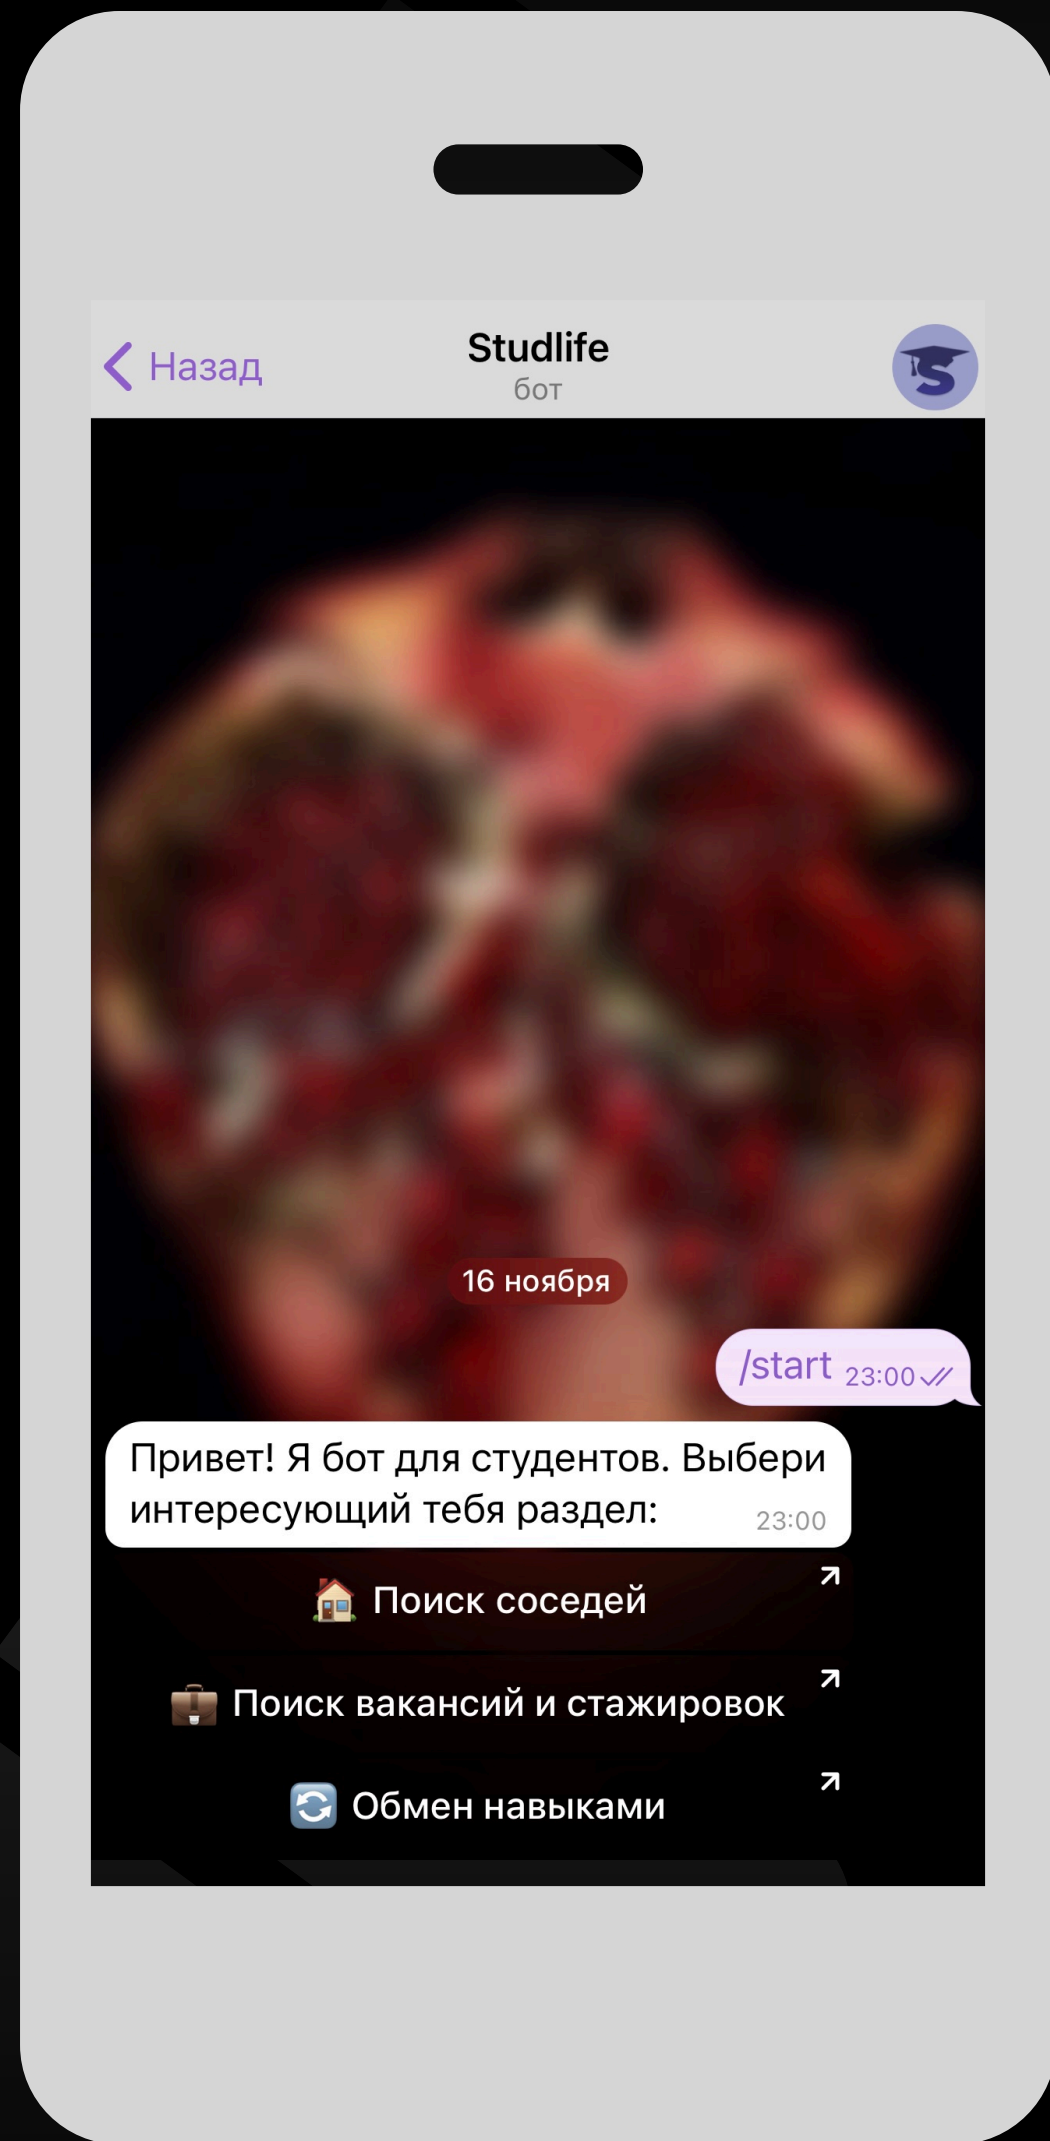 Назад
Studlife
бот
16 ноября
/start 23:00
Привет! Я бот для студентов. Выбери
интересующий тебя раздел: 23:00
🏠 Поиск соседей
💼 Поиск вакансий и стажировок
🔄 Обмен навыками